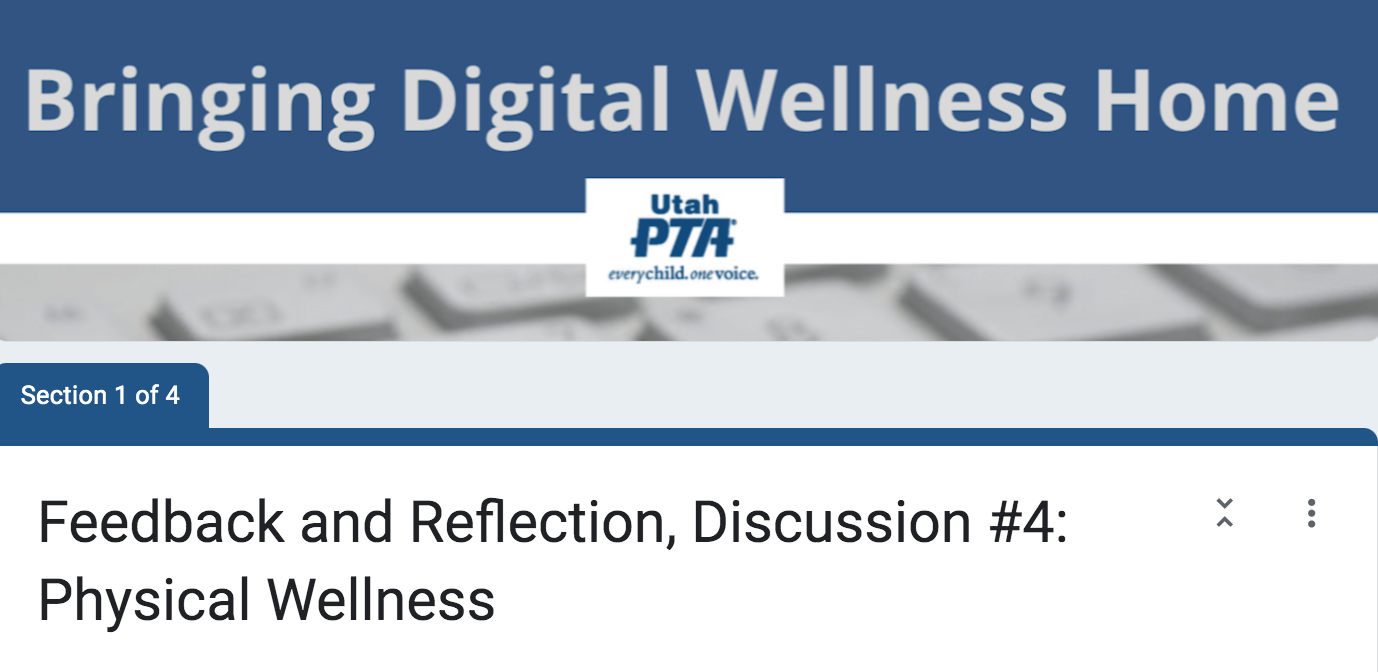 Bringing Digital Wellness Home
Utah
PTA
everychild.onevoice.
Section 1 of 4
Feedback and Reflection, Discussion #4:
Physical Wellness